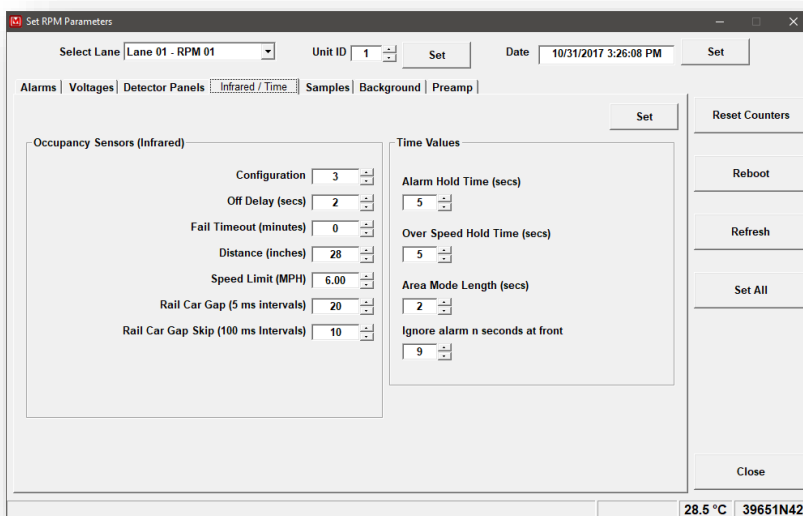 Set RPM Parameters
Select Lane Lane 01 - RPM 01 Unit ID 1 Set Date 10/31/2017 3:26:08 PM Set
Alarms Voltages Detector Panels Infrared / Time Samples Background Preamp
Set
Occupancy Sensors (Infrared)
Configuration 3
Off Delay (secs) 2
Fail Timeout (minutes) 0
Distance (inches) 28
Speed Limit (MPH) 6.00
Rail Car Gap (5 ms intervals) 20
Rail Car Gap Skip (100 ms Intervals) 10
Time Values
Alarm Hold Time (secs)
5
Over Speed Hold Time (secs)
5
Area Mode Length (secs)
2
Ignore alarm n seconds at front
9
Reset Counters
Reboot
Refresh
Set All
Close
28.5 °C 39651N42